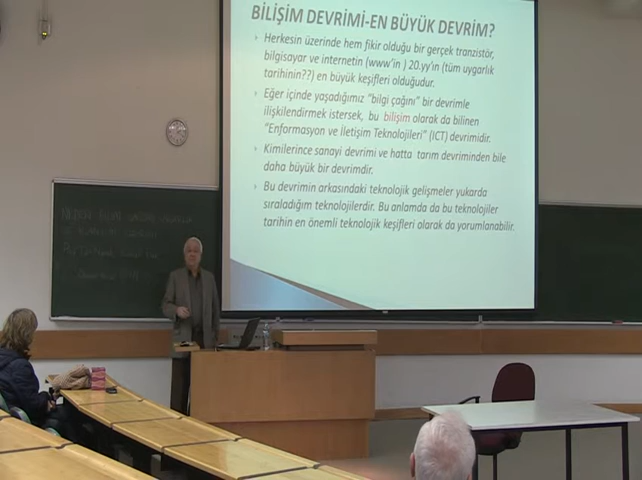 BİLİŞİM DEVRİMİ-EN BÜYÜK DEVRİM?
Herkesin üzerinde hem fikir olduğu bir gerçek tranzistör,
bilgisayar ve internetin (www'in ) 20.yy'ın (tüm uygarlık
tarihinin??) en büyük keşifleri olduğudur.
Eğer içinde yaşadığımız "bilgi çağını" bir devrimle
ilişkilendirmek istersek, bu bilişim olarak da bilinen
"Enformasyon ve İletişim Teknolojileri" (ICT) devrimidir.
Kimilerince sanayi devrimi ve hatta tarım devriminden bile
daha büyük bir devrimdir.
Bu devrimin arkasındaki teknolojik gelişmeler yukarda
sıraladığım teknolojilerdir. Bu anlamda da bu teknolojiler
tarihin en önemli teknolojik keşifleri olarak da yorumlanabilir.